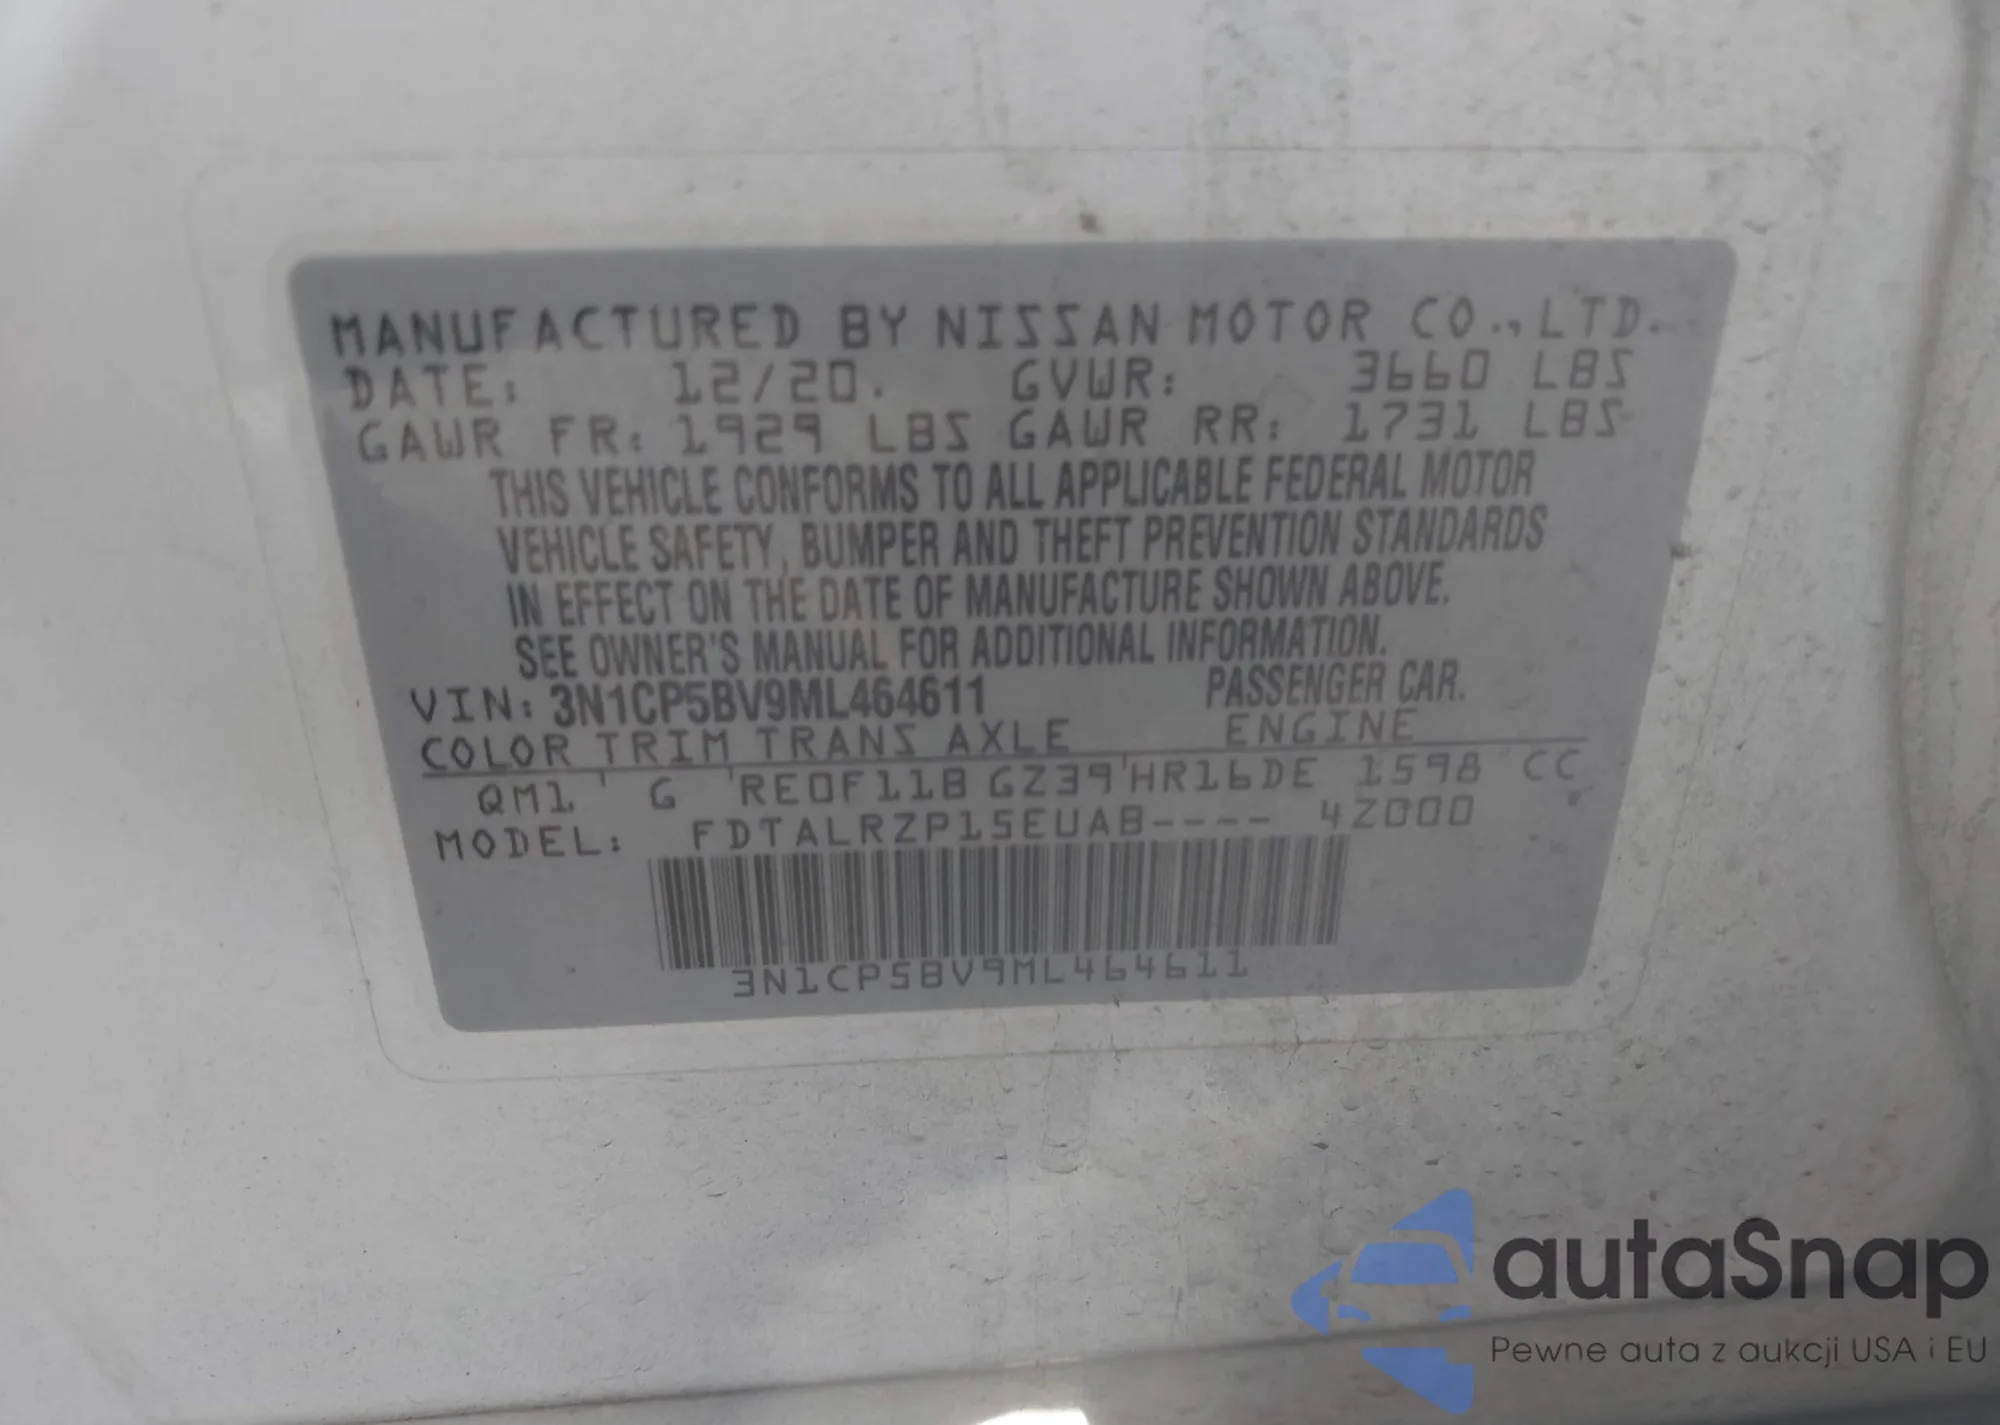 MANUFACTURED BY NISSAN MOTOR CO., LTD.
DATE: 12/20. GVWR: 3660 LBS
GAWR FR: 1929 LBS GAWR RR: 1731 LBS
THIS VEHICLE CONFORMS TO ALL APPLICABLE FEDERAL MOTOR
VEHICLE SAFETY, BUMPER AND THEFT PREVENTION STANDARDS
IN EFFECT ON THE DATE OF MANUFACTURE SHOWN ABOVE.
SEE OWNER'S MANUAL FOR ADDITIONAL INFORMATION.
VIN: 3N1CP5BV9ML464611 PASSENGER CAR.
COLOR TRIM TRANS AXLE ENGINE
QM1 ' G 'RE0F11B GZ39'HR16DE 1598 CC
MODEL: FDTALRZP15EUAB---- 4Z000
3N1CP5BV9ML464611
autaSnap
Pewne auta z aukcji USA i EU